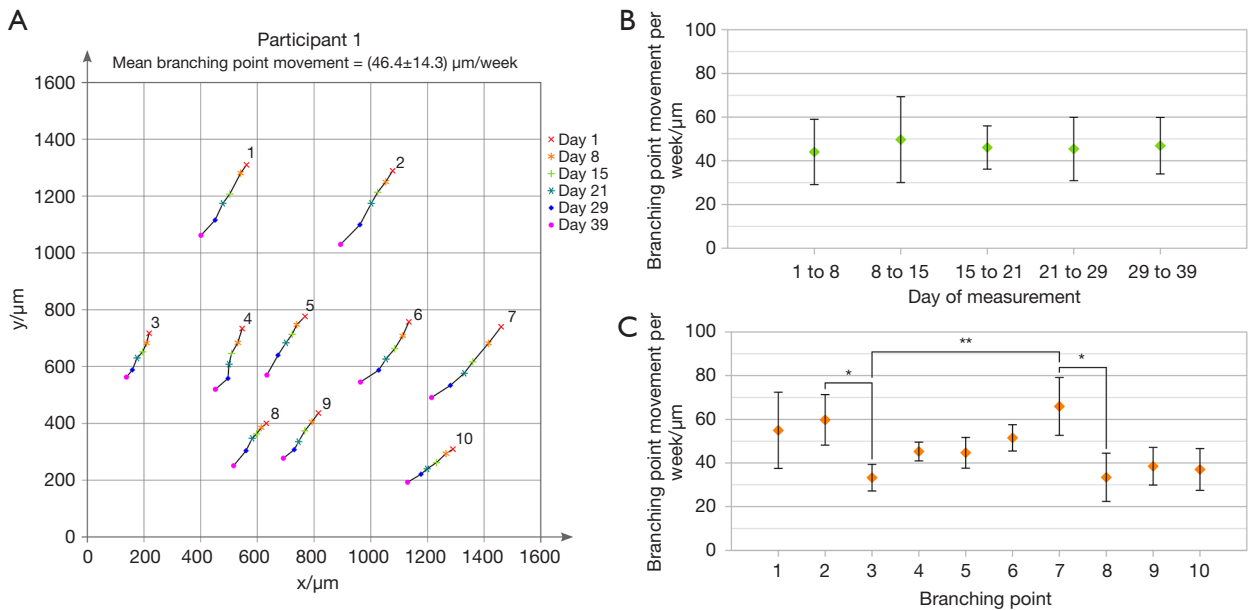 A
Participant 1
Mean branching point movement = (46.4±14.3) µm/week
y/µm
1600
1400
1200
1000
800
600
400
200
0
0 200 400 600 800 1000 1200 1400 1600
x/µm
1
2
3
4
5
6
7
8
9
10
Day 1
Day 8
Day 15
Day 21
Day 29
Day 39
B
Branching point movement per
week/µm
100
80
60
40
20
0
1 to 8 8 to 15 15 to 21 21 to 29 29 to 39
Day of measurement
C
Branching point movement per
week/µm
100
80
60
40
20
0
**
* *
1 2 3 4 5 6 7 8 9 10
Branching point